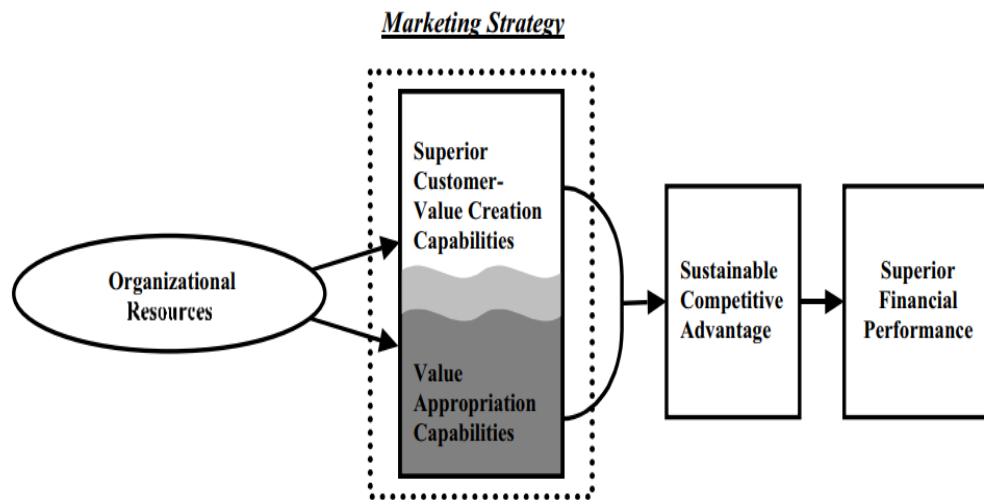 Marketing Strategy
Organizational
Resources
Superior
Customer-
Value Creation
Capabilities
Value
Appropriation
Capabilities
Sustainable
Competitive
Advantage
Superior
Financial
Performance